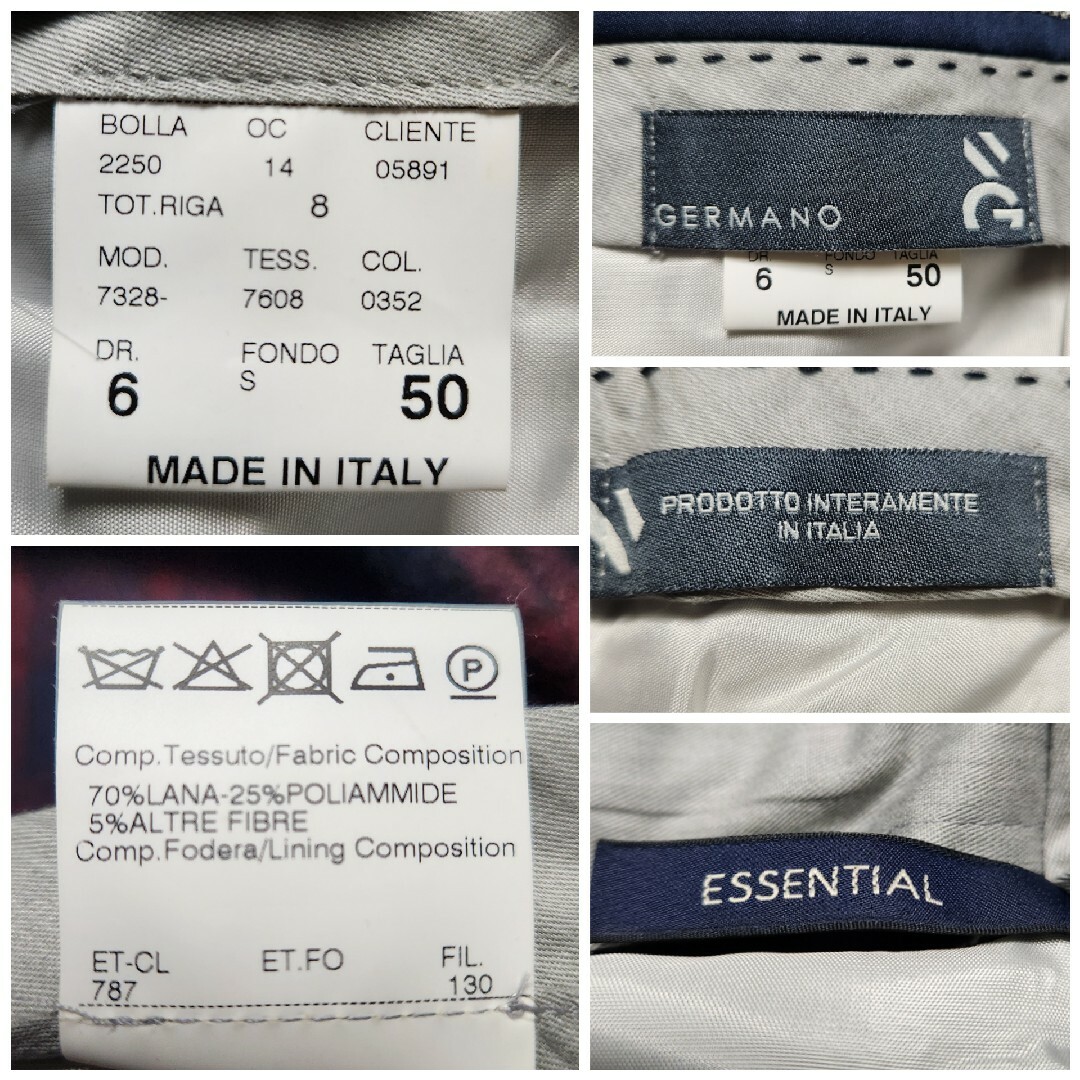 BOLLA OC CLIENTE
2250 14 05891
TOT.RIGA 8
MOD. TESS. COL.
7328- 7608 0352
DR. FONDO TAGLIA
6 S 50
MADE IN ITALY
P
Comp.Tessuto/Fabric Composition
70%LANA-25%POLIAMMIDE
5%ALTRE FIBRE
Comp.Fodera/Lining Composition
ET-CL ET.FO FIL.
787 130
GERMANO G
DR FONDO TAGLIA
6 S 50
MADE IN ITALY
PRODOTTO INTERAMENTE
IN ITALIA
ESSENTIAL